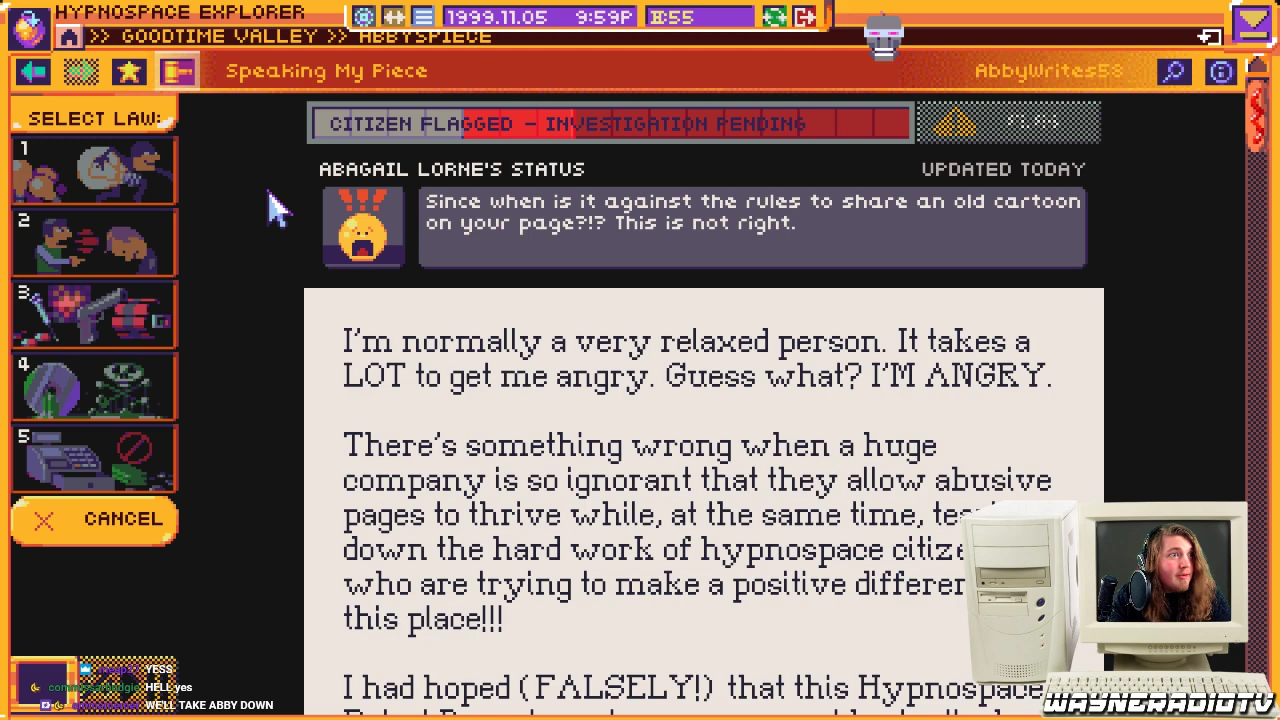 HYPNOSPACE EXPLORER
1999.11.05 9:59P
:55
>> GOODTIME VALLEY >> ABBYSPIECE
Speaking My Piece
AbbyWrites58
SELECT LAW:
1
2
3
4
5
CANCEL
CITIZEN FLAGGED - INVESTIGATION PENDING
ABAGAIL LORNE'S STATUS
UPDATED TODAY
Since when is it against the rules to share an old cartoon
on your page?!? This is not right.
I'm normally a very relaxed person. It takes a
LOT to get me angry. Guess what? I'M ANGRY.
There's something wrong when a huge
company is so ignorant that they allow abusive
pages to thrive while, at the same time,
down the hard work of hypnospace
who are trying to make a positive
this place!!!
I had hoped (FALSELY!) that this Hypnospace
YESS
HELL yes
WE'LL TAKE ABBY DOWN
WAYNERADIOTV